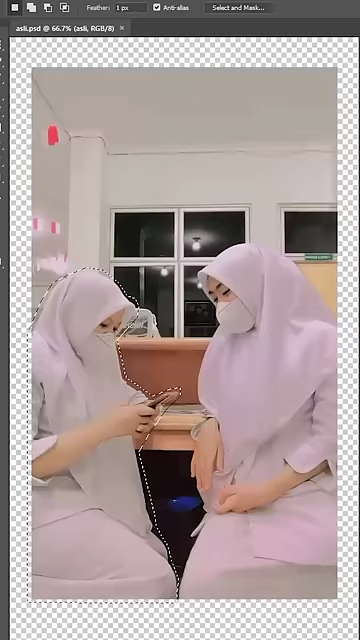 Feather: 1 px Anti-alias Select and Mask...
asli.psd @ 66.7% (asli, RGB/8) ×